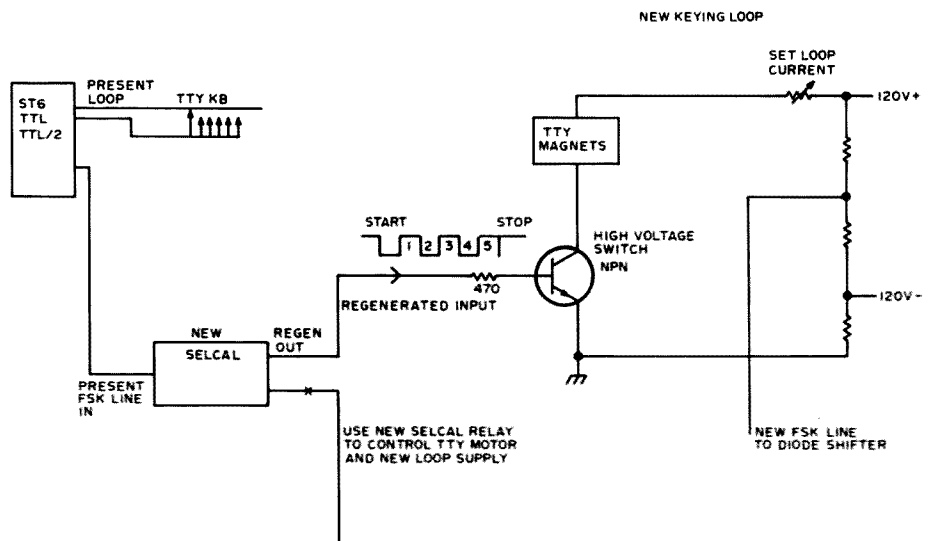 NEW KEYING LOOP
SET LOOP
CURRENT
120V+
PRESENT
LOOP
TTY KB
ST6
TTL
TTL/2
TTY
MAGNETS
START
STOP
1 2 3 4 5
HIGH VOLTAGE
SWITCH
NPN
470
REGENERATED INPUT
120V-
NEW
SELCAL
REGEN
OUT
PRESENT
FSK LINE
IN
USE NEW SELCAL RELAY
TO CONTROL TTY MOTOR
AND NEW LOOP SUPPLY
NEW FSK LINE
TO DIODE SHIFTER